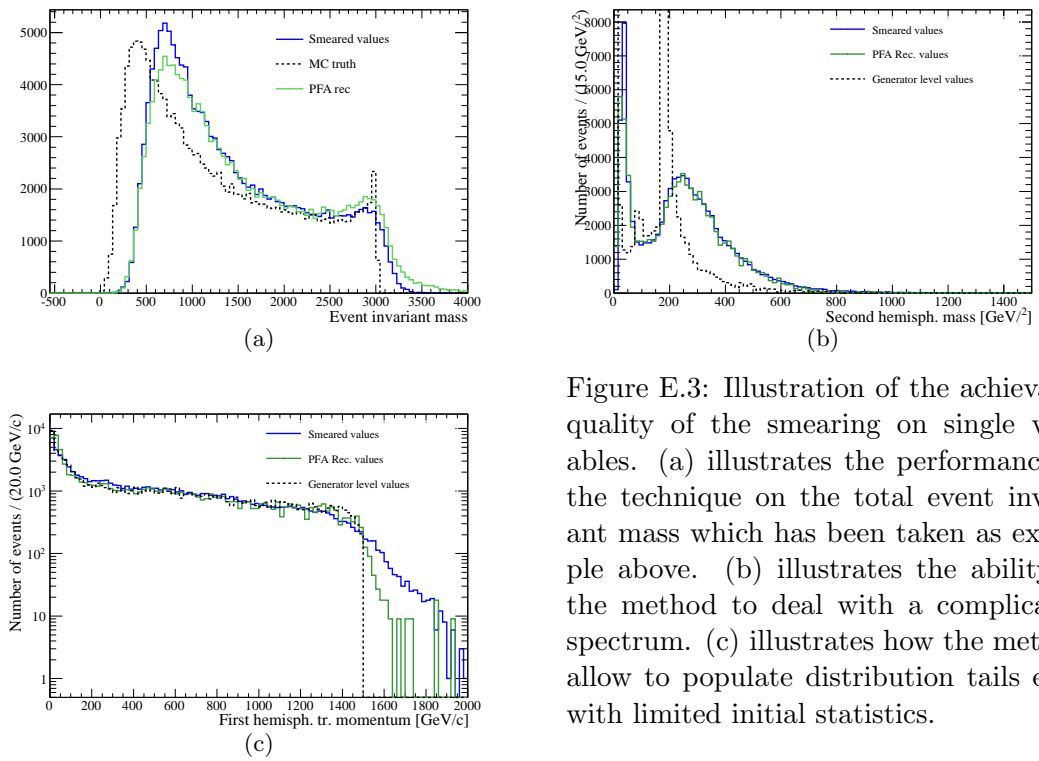 5000
4000
3000
2000
1000
0
Smeared values
MC truth
PFA rec
-500 0 500 1000 1500 2000 2500 3000 3500 4000
Event invariant mass
(a)
Number of events / (15.0 GeV/²)
8000
7000
6000
5000
4000
3000
2000
1000
0
Smeared values
PFA Rec. values
Generator level values
0 200 400 600 800 1000 1200 1400
Second hemisph. mass [GeV/²]
(b)
Number of events / (20.0 GeV/c)
10⁴
10³
10²
10
1
Smeared values
PFA Rec. values
Generator level values
0 200 400 600 800 1000 1200 1400 1600 1800 2000
First hemisph. tr. momentum [GeV/c]
(c)
Figure E.3: Illustration of the achieva
quality of the smearing on single v
ables. (a) illustrates the performance
the technique on the total event inv
ant mass which has been taken as ex
ple above. (b) illustrates the ability
the method to deal with a complica
spectrum. (c) illustrates how the met
allow to populate distribution tails e
with limited initial statistics.